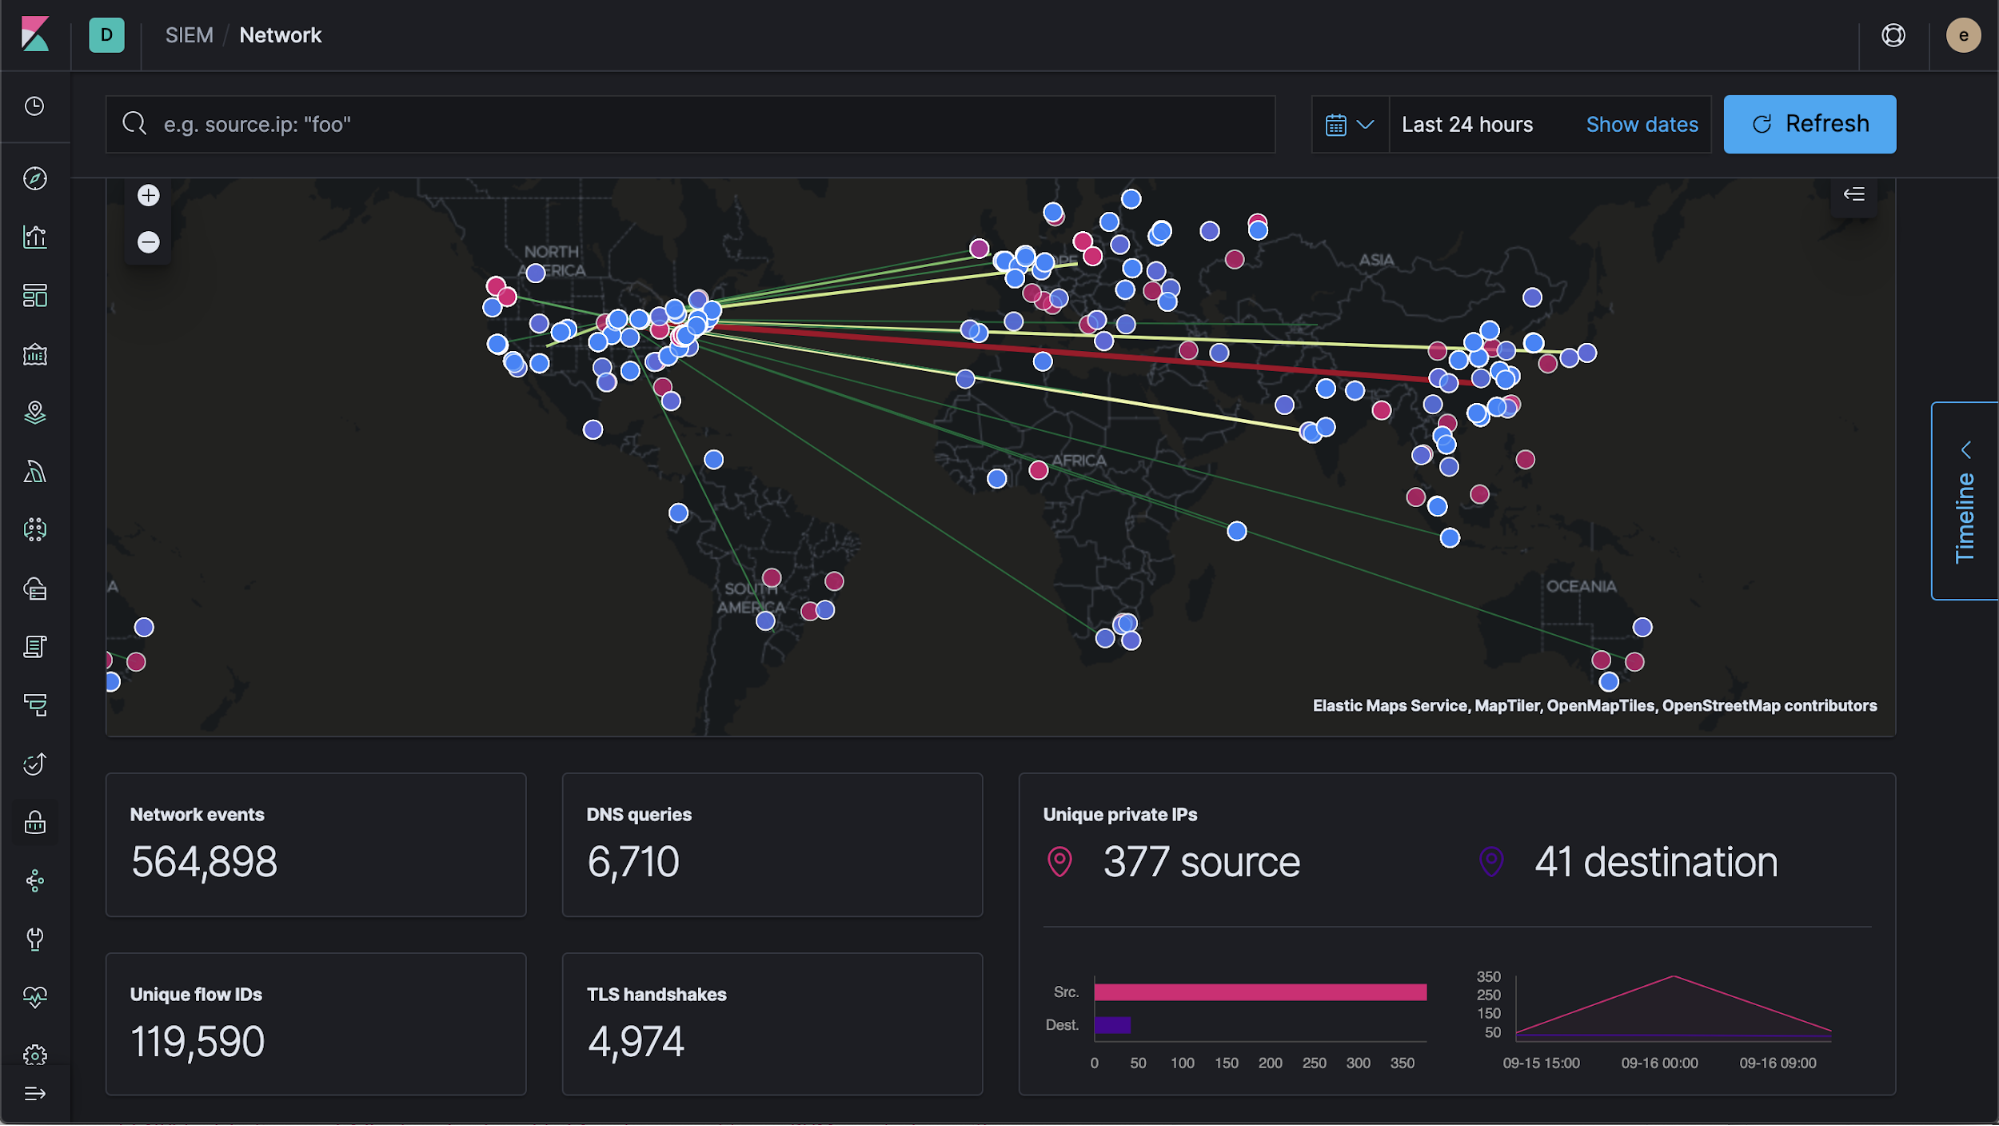 D
SIEM / Network
e
e.g. source.ip: "foo"
Last 24 hours
Show dates
Refresh
NORTH
AMERICA
ASIA
AFRICA
SOUTH
AMERICA
OCEANIA
A
Timeline
Elastic Maps Service, MapTiler, OpenMapTiles, OpenStreetMap contributors
Network events
564,898
DNS queries
6,710
Unique private IPs
377 source
41 destination
Unique flow IDs
119,590
TLS handshakes
4,974
Src.
Dest.
0 50 100 150 200 250 300 350
350
250
150
50
09-15 15:00 09-16 00:00 09-16 09:00